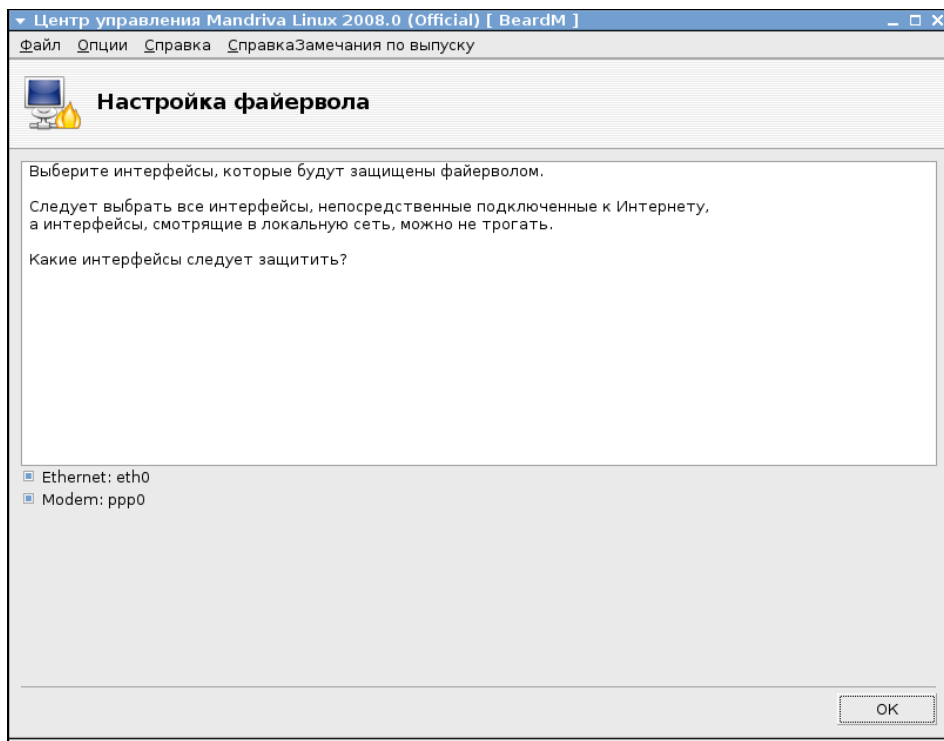 Центр управления Mandriva Linux 2008.0 (Official) [ BeardM ]
Файл Опции Справка СправкаЗамечания по выпуску
Настройка файервола
Выберите интерфейсы, которые будут защищены файерволом.
Следует выбрать все интерфейсы, непосредственные подключенные к Интернету,
а интерфейсы, смотрящие в локальную сеть, можно не трогать.
Какие интерфейсы следует защитить?
Ethernet: eth0
Modem: ppp0
OK